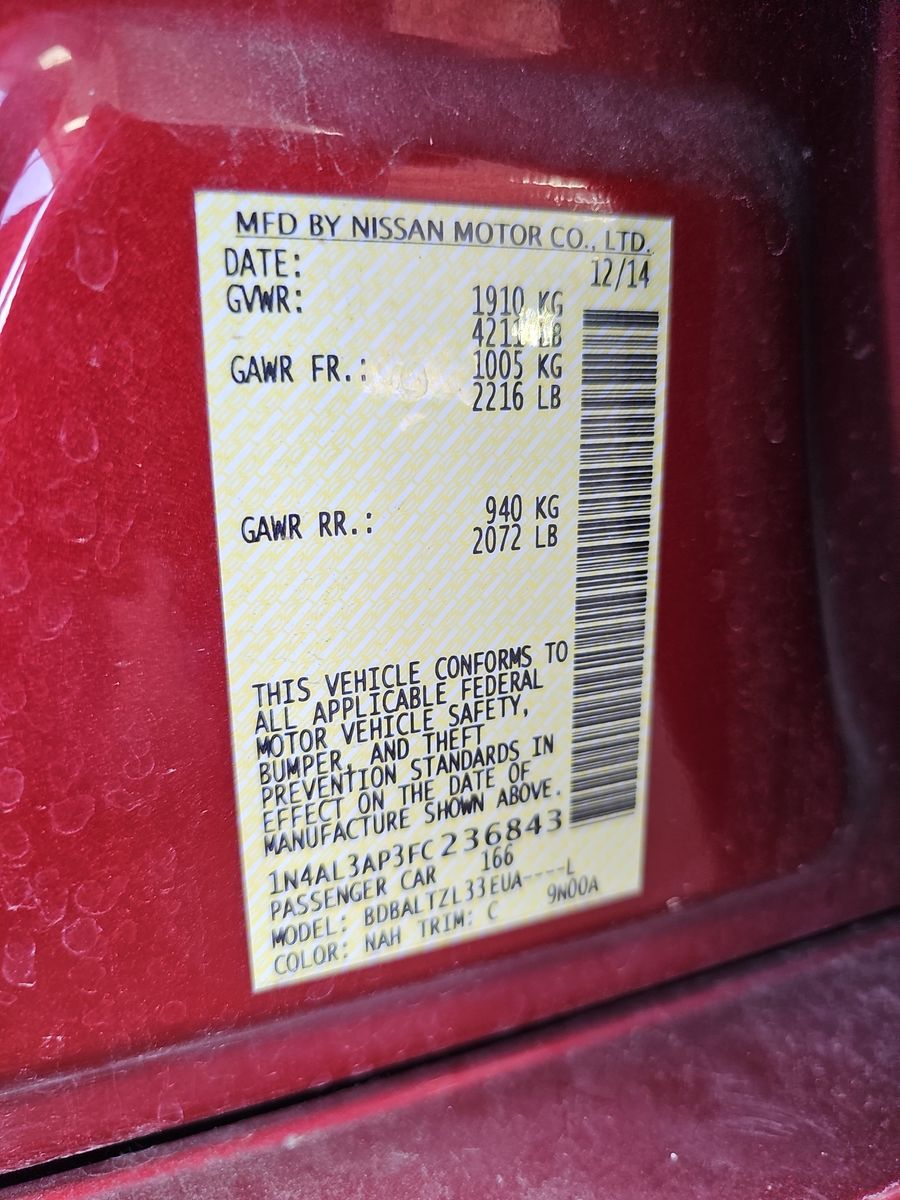 MFD BY NISSAN MOTOR CO., LTD.
DATE: 12/14
GVWR: 1910 KG
LB
GAWR FR.: 1005 KG
2216 LB
GAWR RR.: 940 KG
2072 LB
THIS VEHICLE CONFORMS TO
ALL APPLICABLE FEDERAL
MOTOR VEHICLE SAFETY,
BUMPER, AND THEFT
PREVENTION STANDARDS IN
EFFECT ON THE DATE OF
MANUFACTURE SHOWN ABOVE.
1N4AL3AP3FC236843
PASSENGER CAR 166
MODEL: BDBALTZL33EUA----L
COLOR: NAH TRIM: C 9N00A